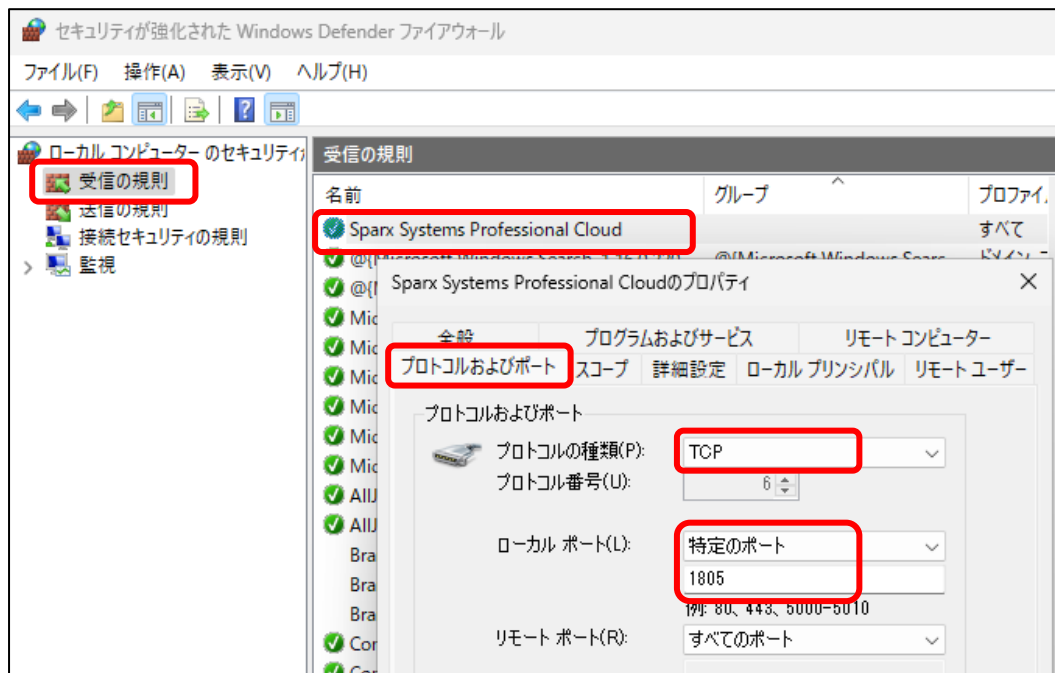 セキュリティが強化された Windows Defender ファイアウォール
ファイル(F) 操作(A) 表示(V) ヘルプ(H)
ローカル コンピューター のセキュリティ
受信の規則
送信の規則
接続セキュリティの規則
監視
受信の規則
名前 グループ プロファイ
Sparx Systems Professional Cloud すべて
Sparx Systems Professional Cloudのプロパティ
全般 プログラムおよびサービス リモート コンピューター
プロトコルおよびポート スコープ 詳細設定 ローカル プリンシパル リモート ユーザー
プロトコルおよびポート
プロトコルの種類(P): TCP
プロトコル番号(U): 6
ローカル ポート(L): 特定のポート
1805
例: 80、443、5000-5010
リモート ポート(R): すべてのポート
Mic
Mic
Mic
Mic
Mic
Mic
AllJ
AllJ
Bra
Bra
Bra
Cor